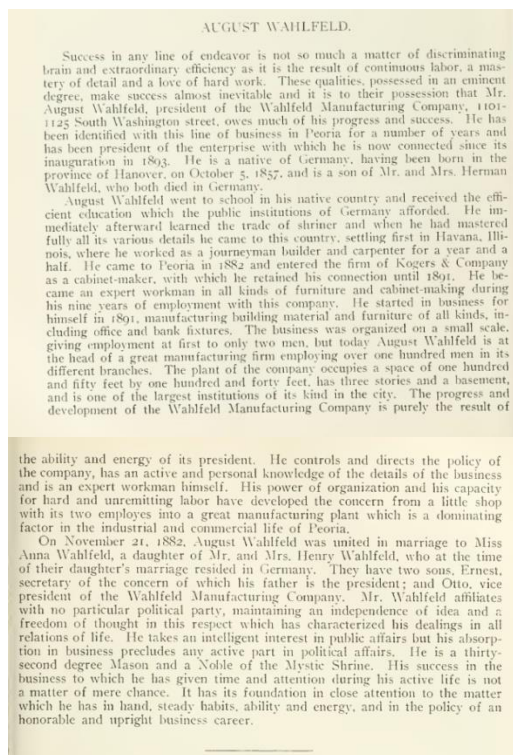 AUGUST WAHLFELD.
Success in any line of endeavor is not so much a matter of discriminating
brain and extraordinary efficiency as it is the result of continuous labor, a mas-
tery of detail and a love of hard work. These qualities, possessed in an eminent
degree, make success almost inevitable and it is to their possession that Mr.
August Wahlfeld, president of the Wahlfeld Manufacturing Company, 1101-
1125 South Washington street, owes much of his progress and success. He has
been identified with this line of business in Peoria for a number of years and
has been president of the enterprise with which he is now connected since its
inauguration in 1893. He is a native of Germany, having been born in the
province of Hanover, on October 5, 1857, and is a son of Mr. and Mrs. Herman
Wahlfeld, who both died in Germany.
August Wahlfeld went to school in his native country and received the effi-
cient education which the public institutions of Germany afforded. He im-
mediately afterward learned the trade of shriner and when he had mastered
fully all its various details he came to this country, settling first in Havana, Illi-
nois, where he worked as a journeyman builder and carpenter for a year and a
half. He came to Peoria in 1882 and entered the firm of Rogers & Company
as a cabinet-maker, with which he retained his connection until 1891. He be-
came an expert workman in all kinds of furniture and cabinet-making during
his nine years of employment with this company. He started in business for
himself in 1891, manufacturing building material and furniture of all kinds, in-
cluding office and bank fixtures. The business was organized on a small scale,
giving employment at first to only two men, but today August Wahlfeld is at
the head of a great manufacturing firm employing over one hundred men in its
different branches. The plant of the company occupies a space of one hundred
and fifty feet by one hundred and forty feet, has three stories and a basement,
and is one of the largest institutions of its kind in the city. The progress and
development of the Wahlfeld Manufacturing Company is purely the result of
the ability and energy of its president. He controls and directs the policy of
the company, has an active and personal knowledge of the details of the business
and is an expert workman himself. His power of organization and his capacity
for hard and unremitting labor have developed the concern from a little shop
with its two employes into a great manufacturing plant which is a dominating
factor in the industrial and commercial life of Peoria.
On November 21, 1882, August Wahlfeld was united in marriage to Miss
Anna Wahlfeld, a daughter of Mr. and Mrs. Henry Wahlfeld, who at the time
of their daughter's marriage resided in Germany. They have two sons, Ernest,
secretary of the concern of which his father is the president; and Otto, vice
president of the Wahlfeld Manufacturing Company. Mr. Wahlfeld affiliates
with no particular political party, maintaining an independence of idea and a
freedom of thought in this respect which has characterized his dealings in all
relations of life. He takes an intelligent interest in public affairs but his absorp-
tion in business precludes any active part in political affairs. He is a thirty-
second degree Mason and a Noble of the Mystic Shrine. His success in the
business to which he has given time and attention during his active life is not
a matter of mere chance. It has its foundation in close attention to the matter
which he has in hand, steady habits, ability and energy, and in the policy of an
honorable and upright business career.